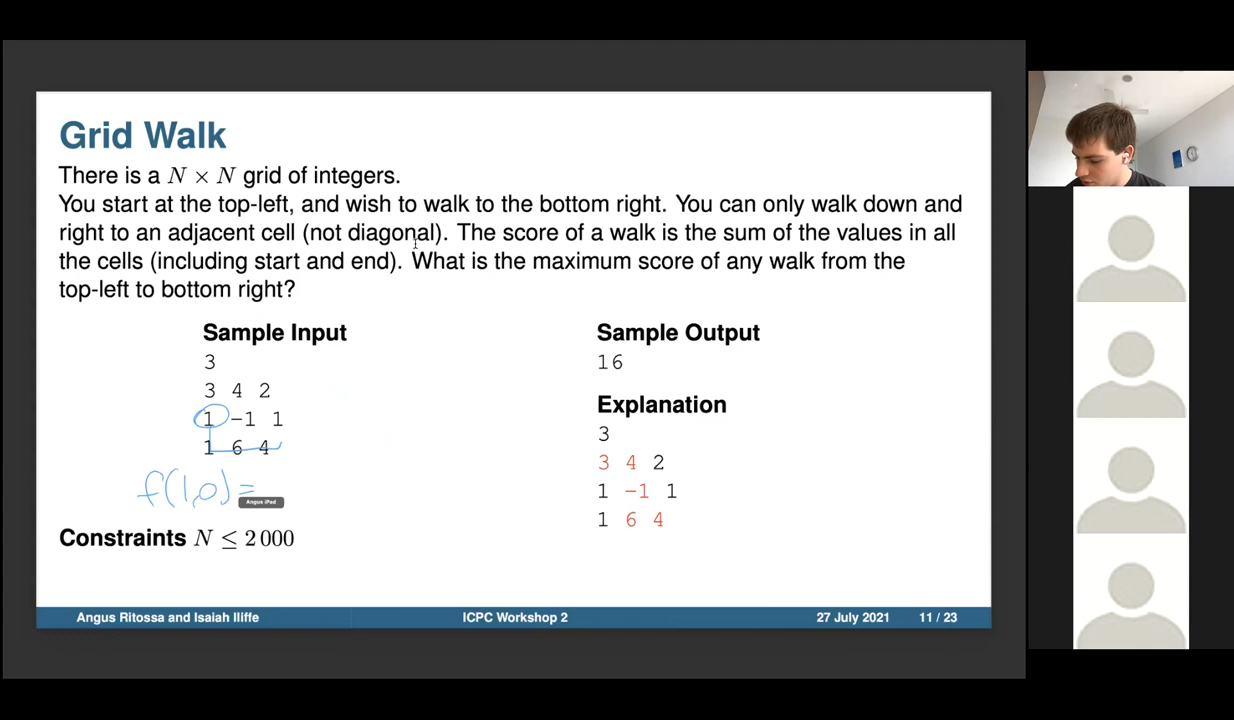 Grid Walk
There is a N × N grid of integers.
You start at the top-left, and wish to walk to the bottom right. You can only walk down and
right to an adjacent cell (not diagonal). The score of a walk is the sum of the values in all
the cells (including start and end). What is the maximum score of any walk from the
top-left to bottom right?
Sample Input
3
3 4 2
1 -1 1
1 6 4
f(1,0)=
Angus iPad
Constraints N ≤ 2 000
Sample Output
16
Explanation
3
3 4 2
1 -1 1
1 6 4
Angus Ritossa and Isaiah Iliffe
ICPC Workshop 2
27 July 2021
11 / 23